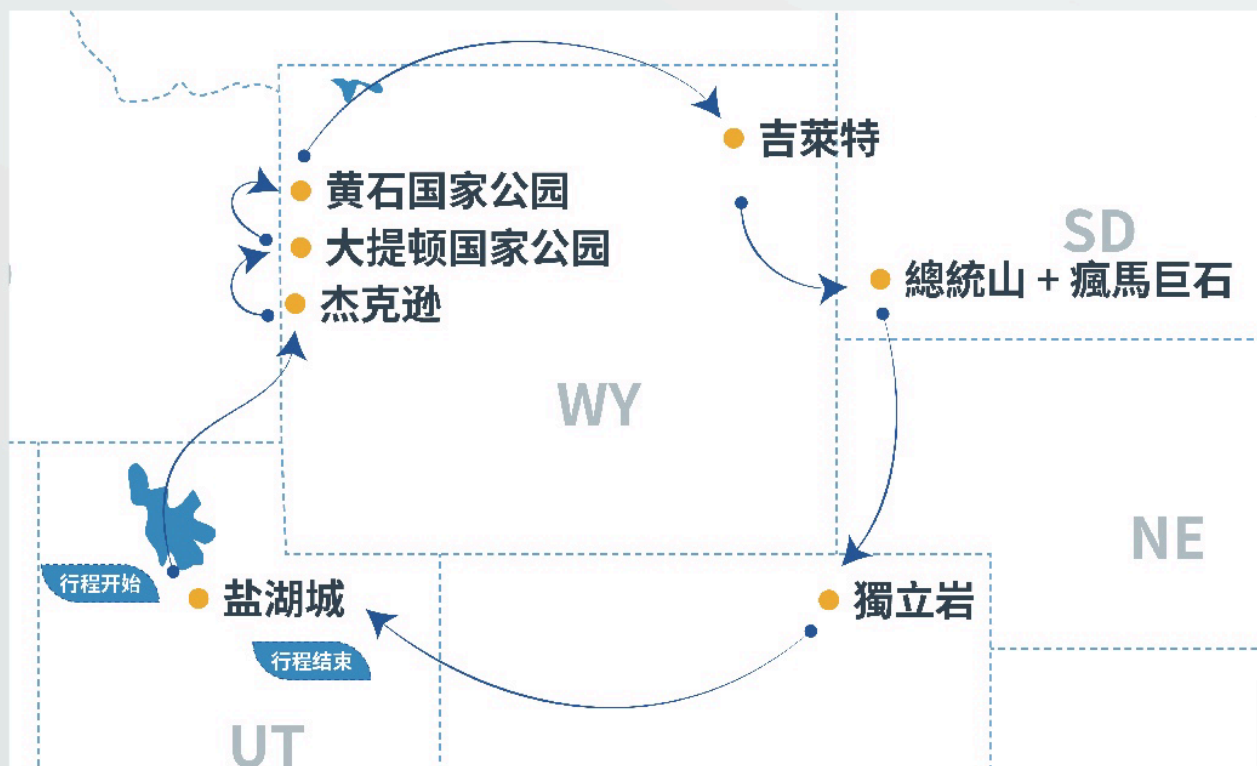 吉萊特
黄石国家公园
SD
大提顿国家公园
總統山 + 瘋馬巨石
杰克逊
WY
NE
行程开始
盐湖城
獨立岩
行程结束
UT